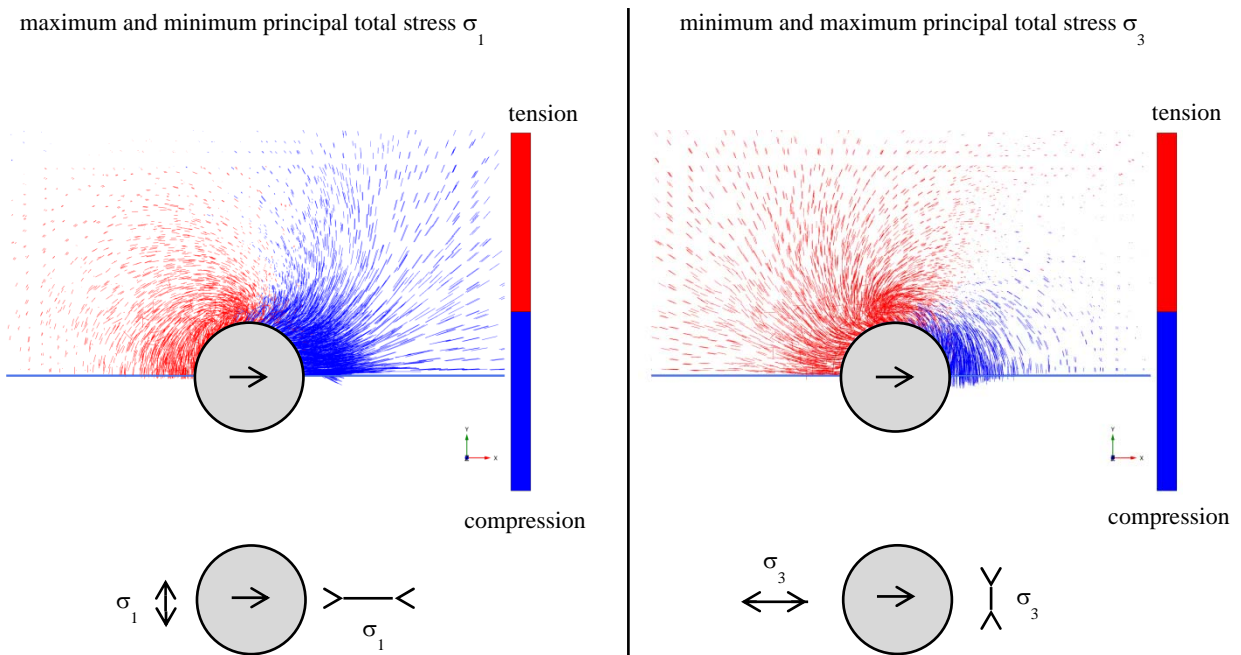 maximum and minimum principal total stress σ1
tension
Y
X
compression
σ1
σ1
minimum and maximum principal total stress σ3
tension
Y
X
compression
σ3
σ3